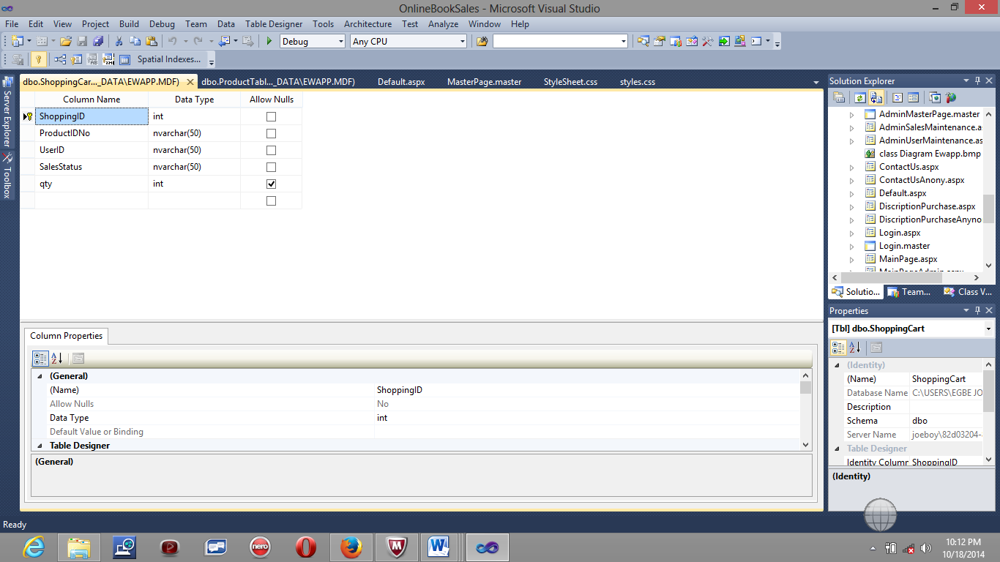 OnlineBookSales - Microsoft Visual Studio
File Edit View Project Build Debug Team Data Table Designer Tools Architecture Test Analyze Window Help
Debug Any CPU
Spatial Indexes...
Server Explorer
Toolbox
dbo.ShoppingCar..._DATA\EWAPP.MDF) dbo.ProductTabl..._DATA\EWAPP.MDF) Default.aspx MasterPage.master StyleSheet.css styles.css
Column Name Data Type Allow Nulls
ShoppingID int
ProductIDNo nvarchar(50)
UserID nvarchar(50)
SalesStatus nvarchar(50)
qty int
Column Properties
(General)
(Name) ShoppingID
Allow Nulls No
Data Type int
Default Value or Binding
Table Designer
(General)
Solution Explorer
AdminMasterPage.master
AdminSalesMaintenance.as
AdminUserMaintenance.as
class Diagram Ewapp.bmp
ContactUs.aspx
ContactUsAnony.aspx
Default.aspx
DiscriptionPurchase.aspx
DiscriptionPurchaseAnyno
Login.aspx
Login.master
MainPage.aspx
MainPageAdmin.aspx
Solutio... Team... Class V...
Properties
[Tbl] dbo.ShoppingCart
(Identity)
(Name) ShoppingCart
Database Name C:\USERS\EGBE JO
Description
Schema dbo
Server Name joeboy\82d03204-
Table Designer
Identity Column ShoppingID
(Identity)
Ready
nero
W
10:12 PM
10/18/2014